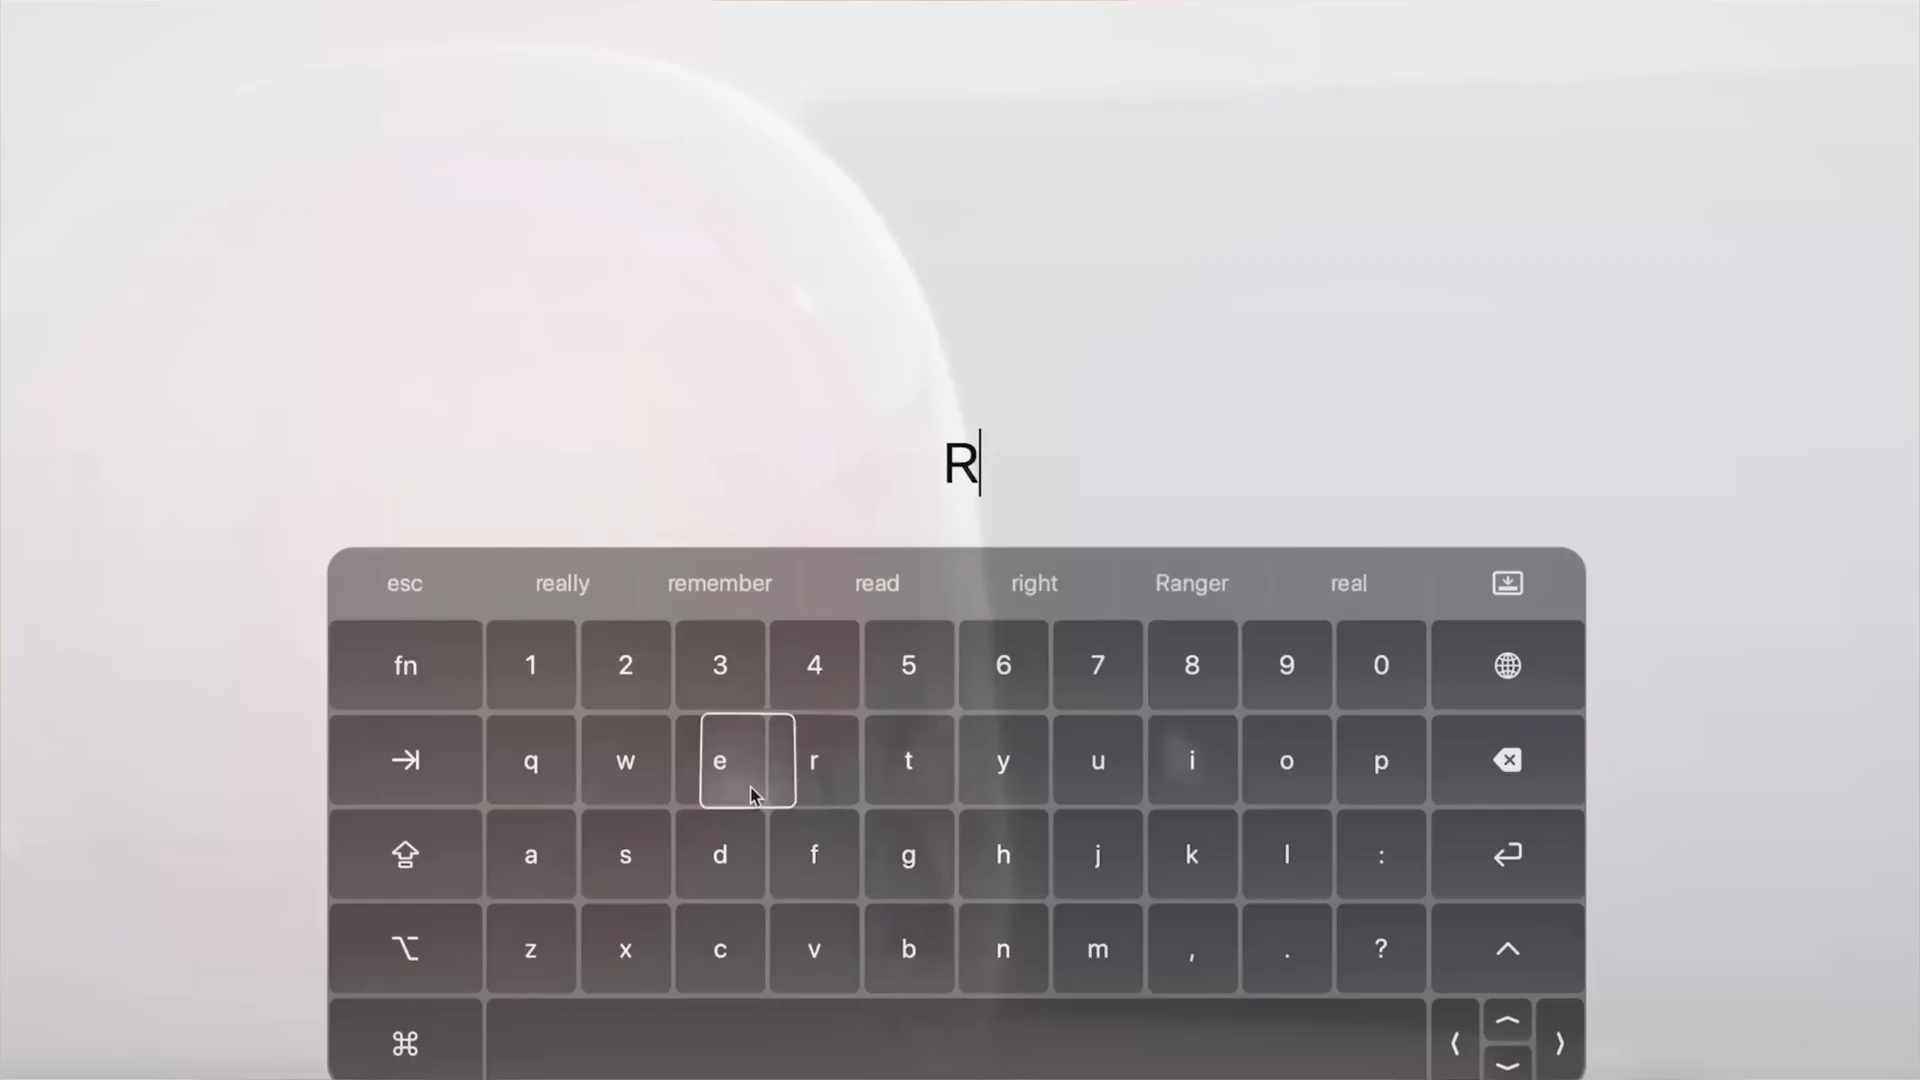 R
esc really remember read right Ranger real
fn 1 2 3 4 5 6 7 8 9 0
q w e r t y u i o p
a s d f g h j k l :
z x c v b n m , . ?